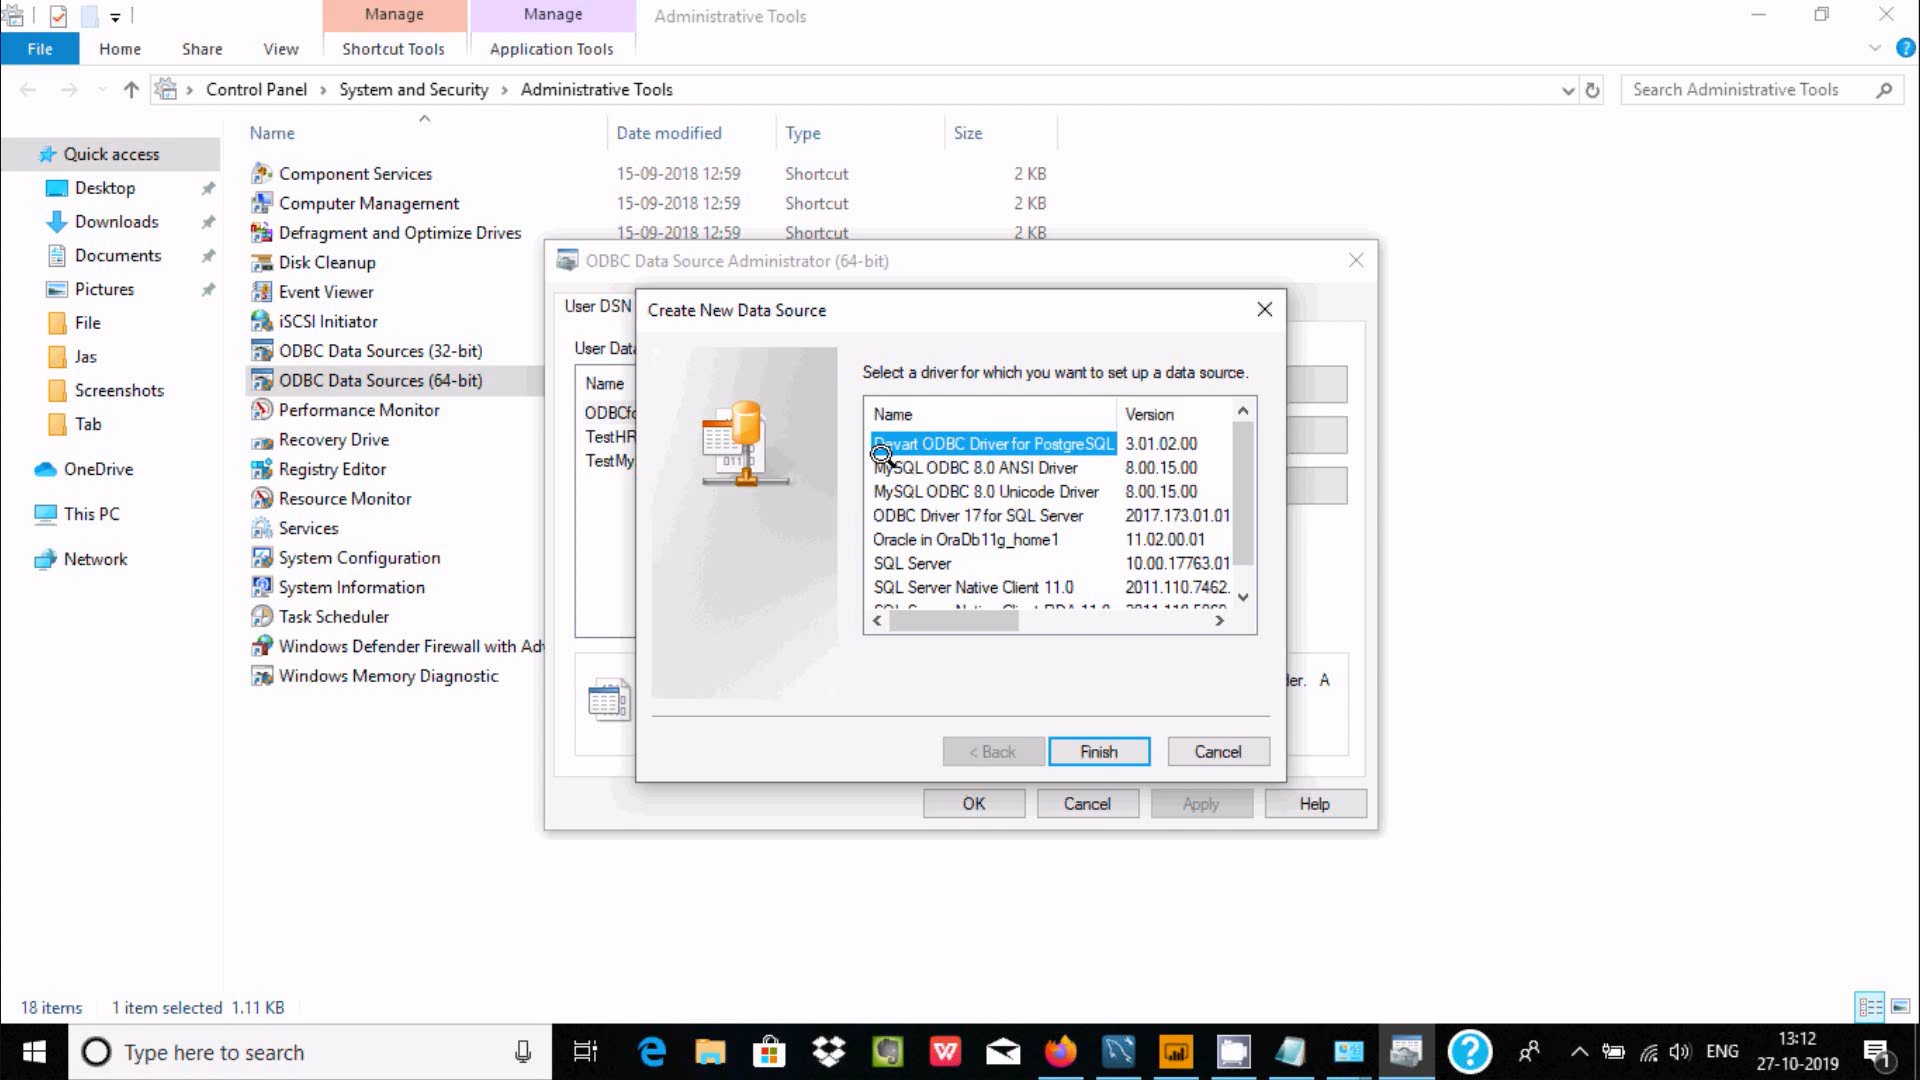 Manage
Manage
Administrative Tools
File
Home
Share
View
Shortcut Tools
Application Tools
Control Panel
System and Security
Administrative Tools
Search Administrative Tools
Name
Date modified
Type
Size
Quick access
Desktop
Downloads
Documents
Pictures
File
Jas
Screenshots
Tab
OneDrive
This PC
Network
Component Services 15-09-2018 12:59 Shortcut 2 KB
Computer Management 15-09-2018 12:59 Shortcut 2 KB
Defragment and Optimize Drives 15-09-2018 12:59 Shortcut 2 KB
Disk Cleanup
Event Viewer
iSCSI Initiator
ODBC Data Sources (32-bit)
ODBC Data Sources (64-bit)
Performance Monitor
Recovery Drive
Registry Editor
Resource Monitor
Services
System Configuration
System Information
Task Scheduler
Windows Defender Firewall with Adv
Windows Memory Diagnostic
ODBC Data Source Administrator (64-bit)
User DSN
User Data
Name
ODBCfo
TestHR
TestMy
der. A
OK
Cancel
Apply
Help
Create New Data Source
Select a driver for which you want to set up a data source.
Name Version
Devart ODBC Driver for PostgreSQL 3.01.02.00
MySQL ODBC 8.0 ANSI Driver 8.00.15.00
MySQL ODBC 8.0 Unicode Driver 8.00.15.00
ODBC Driver 17 for SQL Server 2017.173.01.01
Oracle in OraDb11g_home1 11.02.00.01
SQL Server 10.00.17763.01
SQL Server Native Client 11.0 2011.110.7462.
< Back
Finish
Cancel
18 items
1 item selected 1.11 KB
Type here to search
ENG
13:12
27-10-2019
1